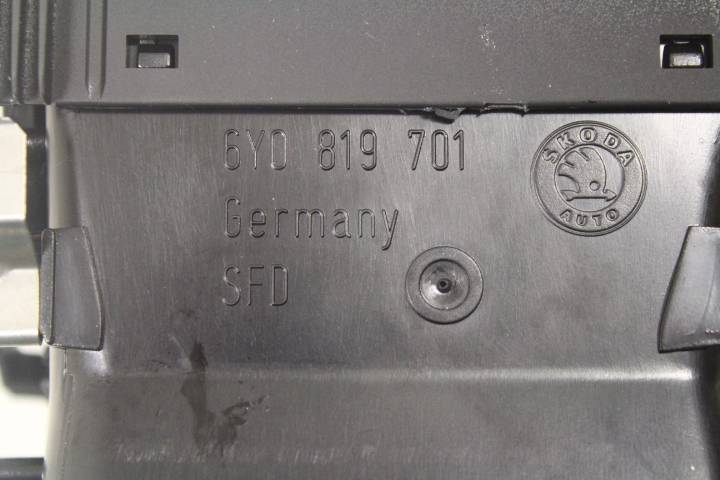 6Y0 819 701
Germany
SFD
SKODA
AUTO